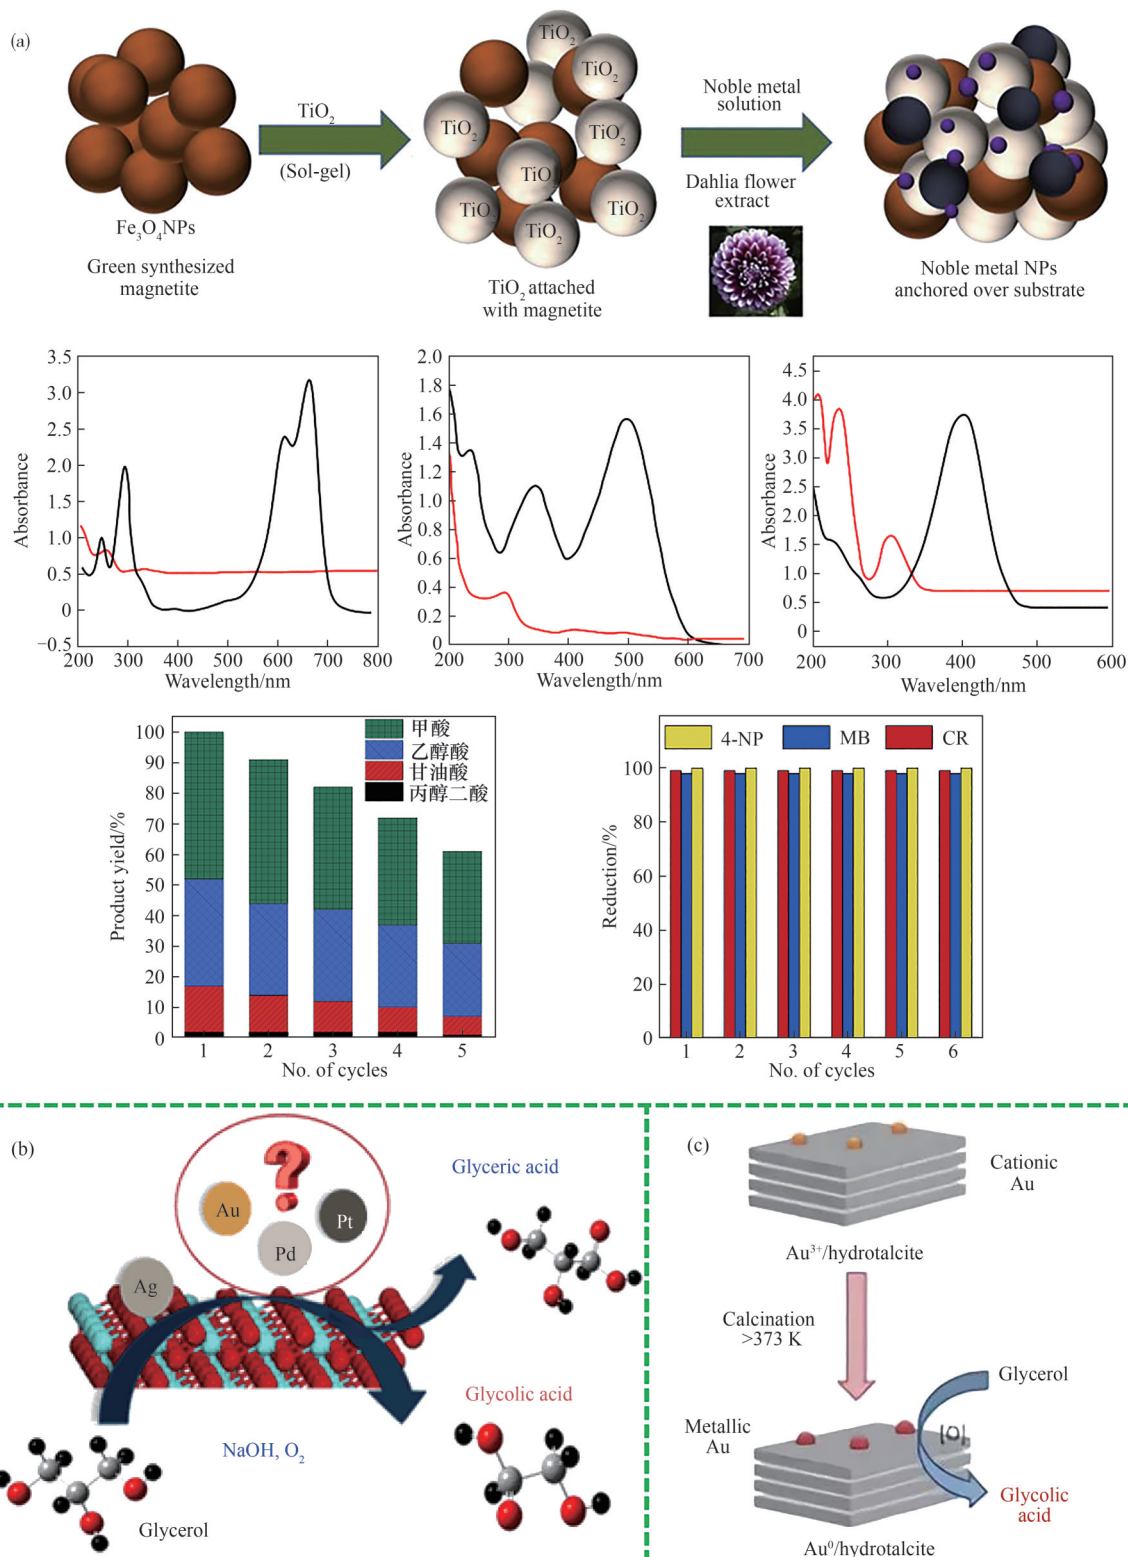 (a)
TiO2
TiO2
TiO2
TiO2
TiO2
TiO2
TiO2
TiO2
TiO2
TiO2
(Sol-gel)
Noble metal
solution
Dahlia flower
extract
Fe3O4NPs
Green synthesized
magnetite
TiO2 attached
with magnetite
Noble metal NPs
anchored over substrate
Absorbance
3.5
3.0
2.5
2.0
1.5
1.0
0.5
0
−0.5
200 300 400 500 600 700 800
Wavelength/nm
Absorbance
2.0
1.8
1.6
1.4
1.2
1.0
0.8
0.6
0.4
0.2
0
200 300 400 500 600 700
Wavelength/nm
Absorbance
4.5
4.0
3.5
3.0
2.5
2.0
1.5
1.0
0.5
0
200 300 400 500 600
Wavelength/nm
Product yield/%
100
90
80
70
60
50
40
30
20
10
0
甲酸
乙醇酸
甘油酸
丙醇二酸
1 2 3 4 5
No. of cycles
Reduction/%
100
80
60
40
20
0
4-NP MB CR
1 2 3 4 5 6
No. of cycles
(b)
?
Au
Pt
Pd
Ag
Glyceric acid
Glycolic acid
NaOH, O2
Glycerol
(c)
Cationic
Au
Au3+/hydrotalcite
Calcination
>373 K
Glycerol
Metallic
Au
[O]
Glycolic
acid
Au0/hydrotalcite